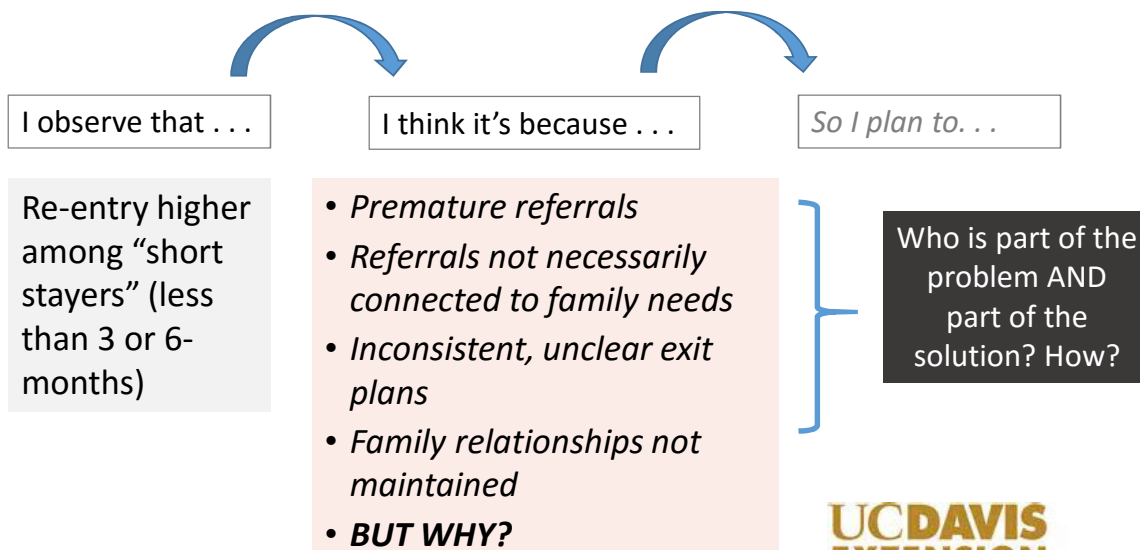 I observe that . . .
I think it's because . . .
So I plan to. . .
Re-entry higher
among “short
stayers” (less
than 3 or 6-
months)
• Premature referrals
• Referrals not necessarily
connected to family needs
• Inconsistent, unclear exit
plans
• Family relationships not
maintained
• BUT WHY?
Who is part of the
problem AND
part of the
solution? How?
UCDAVIS
EXTENSION